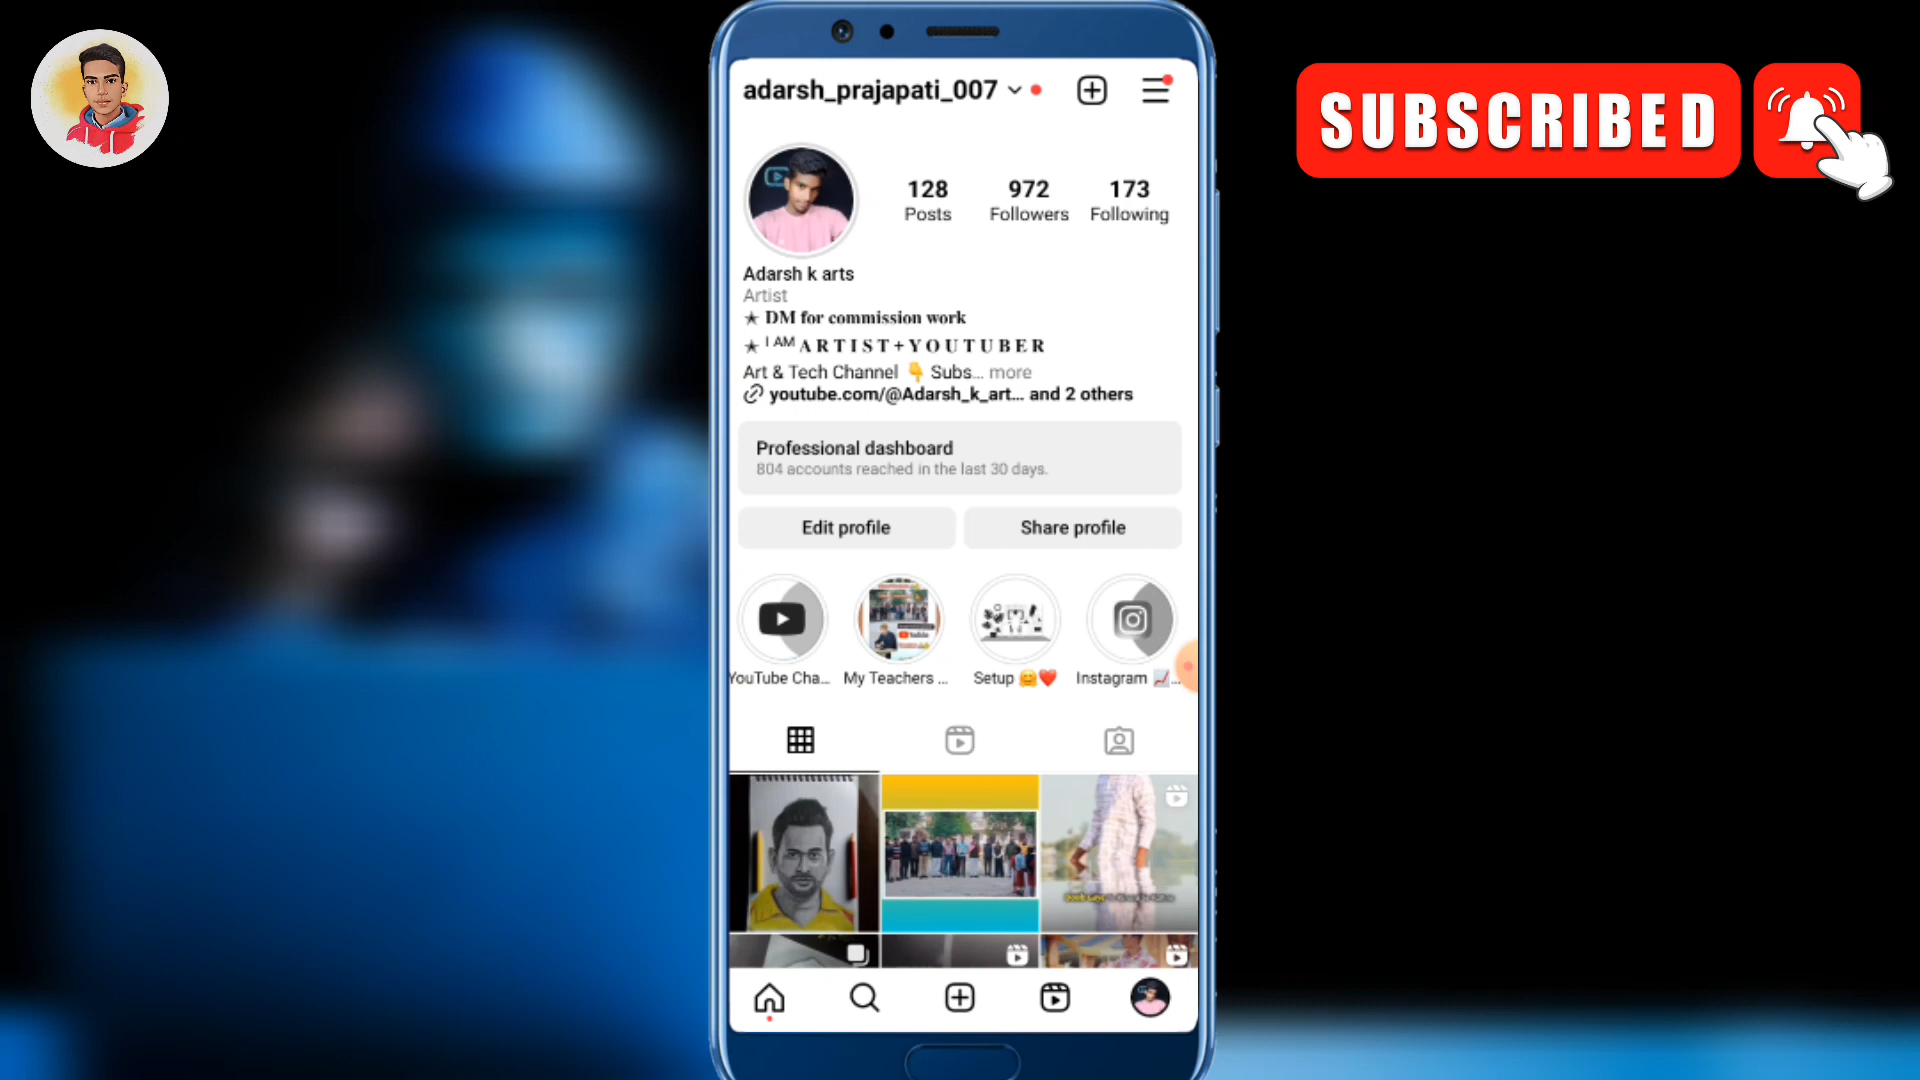 adarsh_prajapati_007
SUBSCRIBED
128
Posts
972
Followers
173
Following
Adarsh k arts
Artist
★ DM for commission work
★ ᴵ ᴬᴹ A R T I S T + Y O U T U B E R
Art & Tech Channel 👇 Subs... more
youtube.com/@Adarsh_k_art... and 2 others
Professional dashboard
804 accounts reached in the last 30 days.
Edit profile
Share profile
YouTube Cha...
My Teachers ...
Setup 🤗❤️
Instagram 📈...